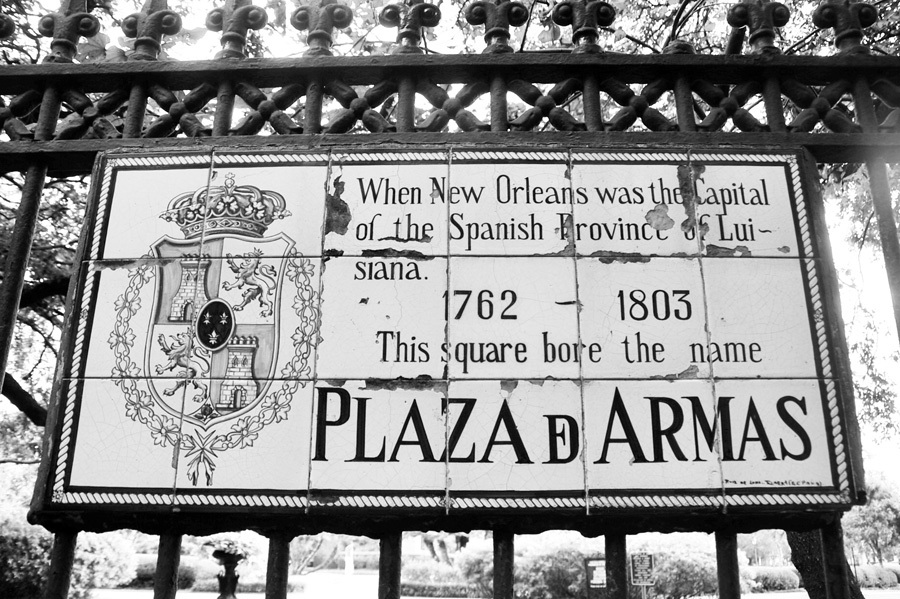 When New Orleans was the Capital
of the Spanish Province of Lui~
siana.
1762 – 1803
This square bore the name
PLAZA DE ARMAS